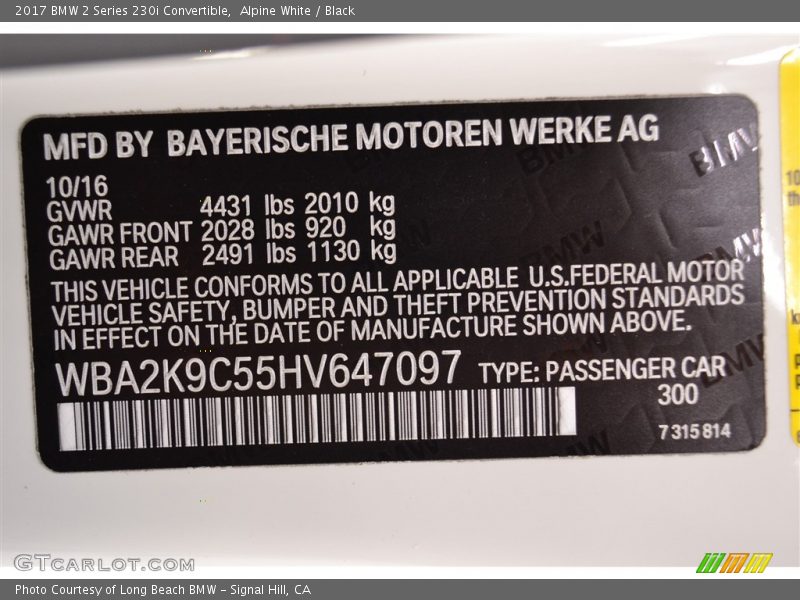 2017 BMW 2 Series 230i Convertible,  Alpine White / Black
MFD BY BAYERISCHE MOTOREN WERKE AG
BMW
10/16
GVWR 4431 lbs 2010 kg
GAWR FRONT 2028 lbs 920 kg
GAWR REAR 2491 lbs 1130 kg
THIS VEHICLE CONFORMS TO ALL APPLICABLE U.S.FEDERAL MOTOR
VEHICLE SAFETY, BUMPER AND THEFT PREVENTION STANDARDS
IN EFFECT ON THE DATE OF MANUFACTURE SHOWN ABOVE.
WBA2K9C55HV647097 TYPE: PASSENGER CAR
300
7 315 814
GTCARLOT.COM
Photo Courtesy of Long Beach BMW - Signal Hill, CA